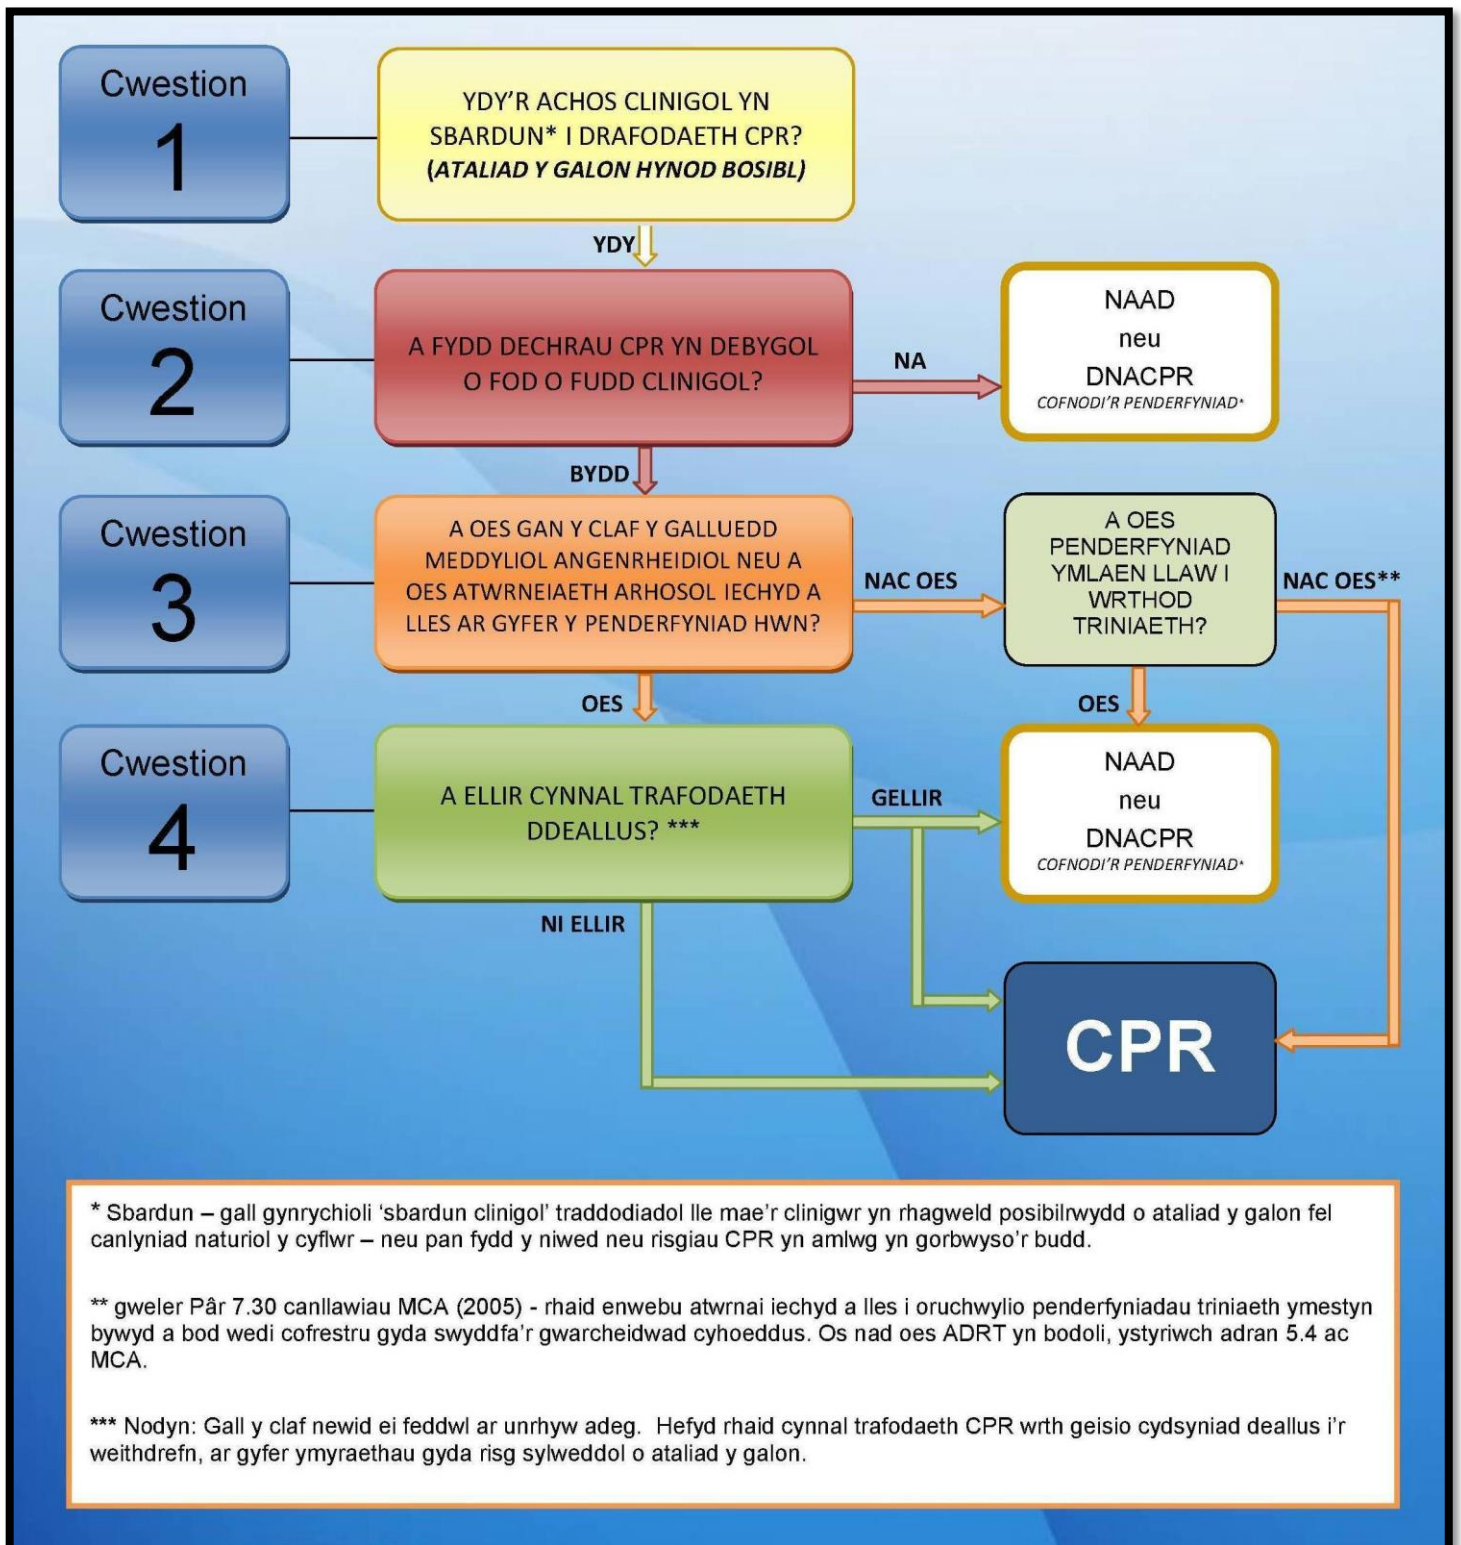 Cwestion
1
YDY'R ACHOS CLINIGOL YN
SBARDUN* I DRAFODAETH CPR?
(ATALIAD Y GALON HYNOD BOSIBL)
YDY
Cwestion
2
A FYDD DECHRAU CPR YN DEBYGOL
O FOD O FUDD CLINIGOL?
NA
NAAD
neu
DNACPR
COFNODI'R PENDERFYNIAD*
BYDD
Cwestion
3
A OES GAN Y CLAF Y GALLUEDD
MEDDYLIOL ANGENRHEIDIOL NEU A
OES ATWRNEIAETH ARHOSOL IECHYD A
LLES AR GYFER Y PENDERFYNIAD HWN?
NAC OES
A OES
PENDERFYNIAD
YMLAEN LLAW I
WRTHOD
TRINIAETH?
NAC OES**
OES
OES
Cwestion
4
A ELLIR CYNNAL TRAFODAETH
DDEALLUS? ***
GELLIR
NAAD
neu
DNACPR
COFNODI'R PENDERFYNIAD*
NI ELLIR
CPR
* Sbardun – gall gynrychioli 'sbardun clinigol' traddodiadol lle mae'r clinigwr yn rhagweld posibilrwydd o ataliad y galon fel
canlyniad naturiol y cyflwr – neu pan fydd y niwed neu risgiau CPR yn amlwg yn gorbwyso'r budd.
** gweler Pâr 7.30 canllawiau MCA (2005) - rhaid enwebu atwrnai iechyd a lles i oruchwylio penderfyniadau triniaeth ymestyn
bywyd a bod wedi cofrestru gyda swyddfa'r gwarcheidwad cyhoeddus. Os nad oes ADRT yn bodoli, ystyriwch adran 5.4 ac
MCA.
*** Nodyn: Gall y claf newid ei feddwl ar unrhyw adeg. Hefyd rhaid cynnal trafodaeth CPR wrth geisio cydsyniad deallus i'r
weithdrefn, ar gyfer ymyraethau gyda risg sylweddol o ataliad y galon.